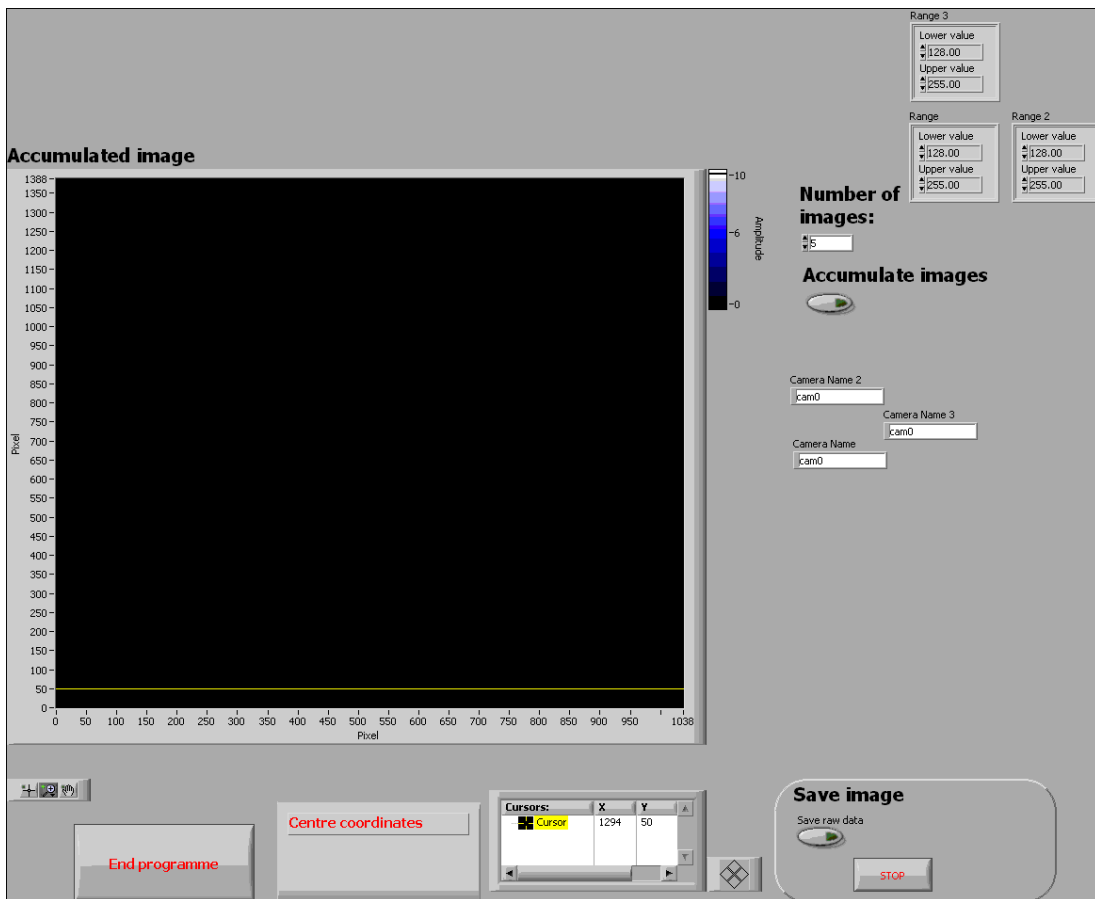 Range 3
Lower value
128.00
Upper value
255.00
Range
Lower value
128.00
Upper value
255.00
Range 2
Lower value
128.00
Upper value
255.00
Accumulated image
1388
1350
1300
1250
1200
1150
1100
1050
1000
950
900
850
800
750
700
650
600
550
500
450
400
350
300
250
200
150
100
50
0
Pixel
0 50 100 150 200 250 300 350 400 450 500 550 600 650 700 750 800 850 900 950 1038
Pixel
10
6
0
Amplitude
Number of
images:
5
Accumulate images
Camera Name 2
cam0
Camera Name 3
cam0
Camera Name
cam0
End programme
Centre coordinates
Cursors: X Y
Cursor 1294 50
Save image
Save raw data
STOP